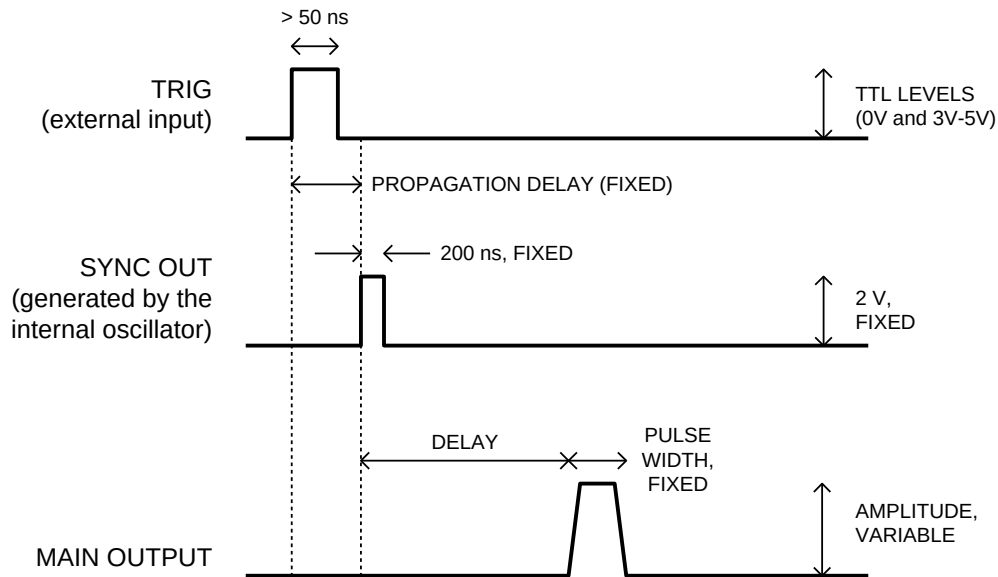 > 50 ns
TRIG
(external input)
TTL LEVELS
(0V and 3V-5V)
PROPAGATION DELAY (FIXED)
200 ns, FIXED
SYNC OUT
(generated by the
internal oscillator)
2 V,
FIXED
DELAY
PULSE
WIDTH,
FIXED
AMPLITUDE,
VARIABLE
MAIN OUTPUT